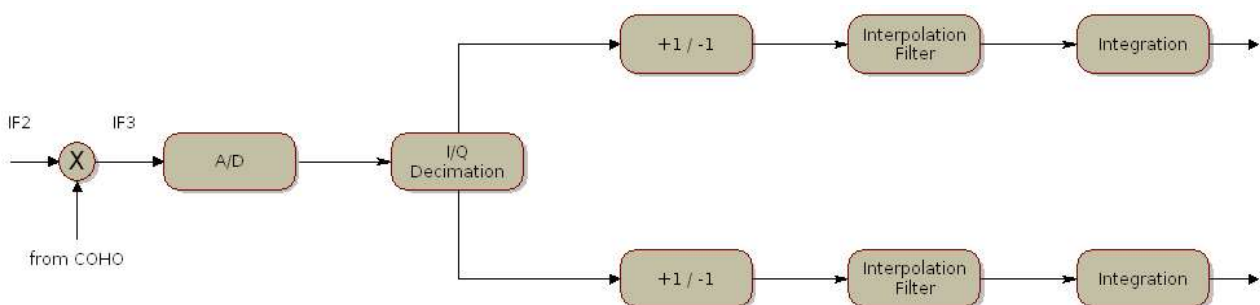 +1 / -1
Interpolation
Filter
Integration
IF2
IF3
X
A/D
I/Q
Decimation
from COHO
+1 / -1
Interpolation
Filter
Integration